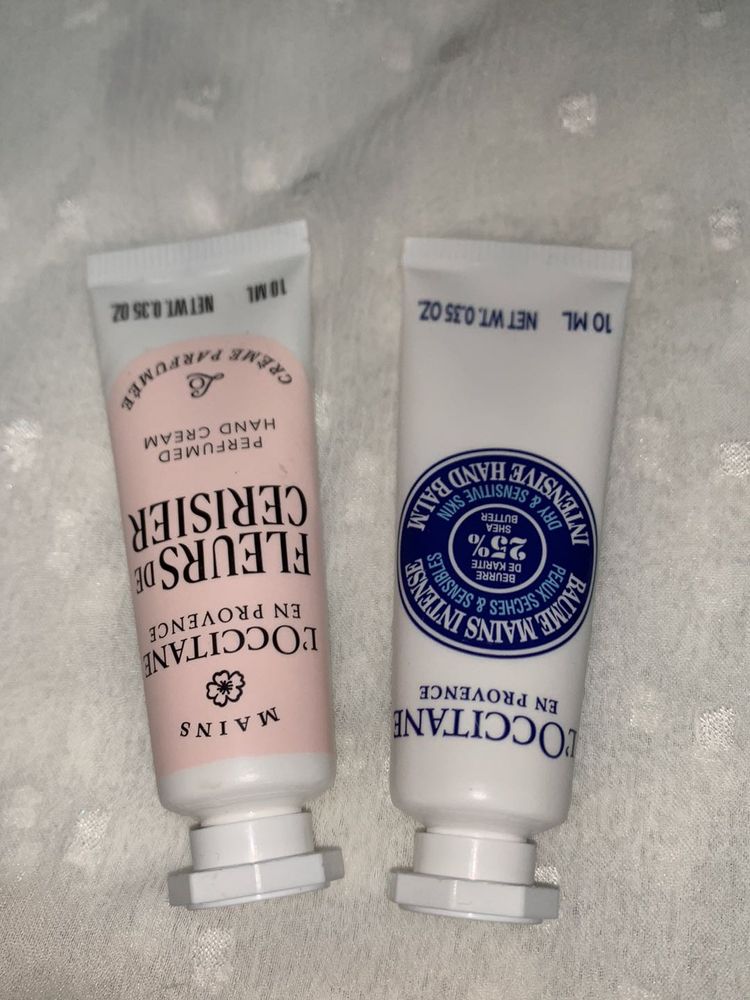 MAINS
L'OCCITANE
EN PROVENCE
FLEURS DE
CERISIER
PERFUMED
HAND CREAM
CRÈME PARFUMÉE
LO
10 ML NET WT. 0.35 OZ
L'OCCITANE
EN PROVENCE
BAUME MAINS INTENSE
PEAUX SÈCHES & SENSIBLES
BEURRE
DE KARITÉ
25%
SHEA
BUTTER
DRY & SENSITIVE SKIN
INTENSIVE HAND BALM
10 ML NET WT. 0.35 OZ